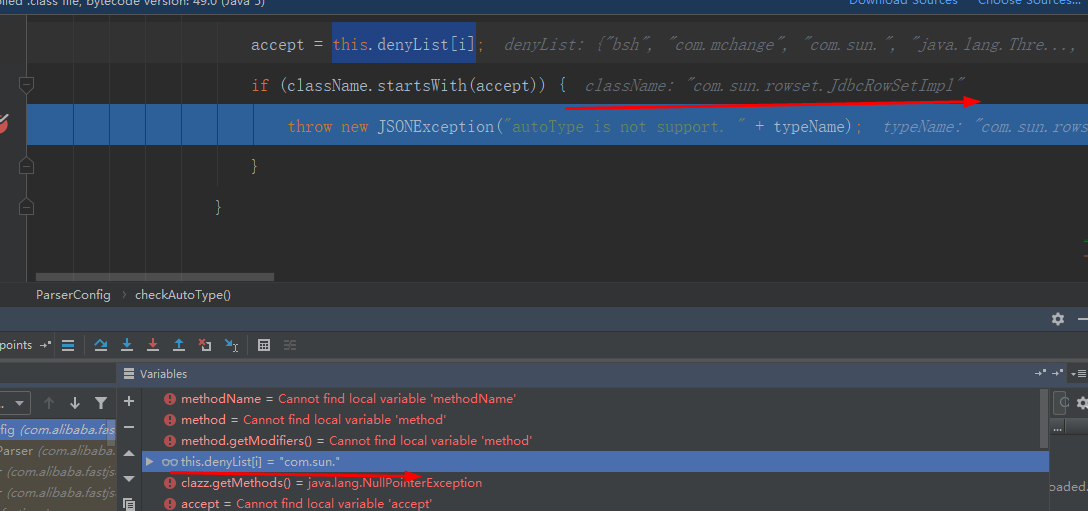 .class file, bytecode version: 49.0 (Java 5)
Download Sources
Choose Sources...
accept = this.denyList[i]; denyList: {"bsh", "com.mchange", "com.sun.", "java.lang.Thre...,
if (className.startsWith(accept)) { className: "com.sun.rowset.JdbcRowSetImpl"
throw new JSONException("autoType is not support. " + typeName); typeName: "com.sun.rows
}
}
ParserConfig
checkAutoType()
points
Variables
methodName = Cannot find local variable 'methodName'
method = Cannot find local variable 'method'
fig (com.alibaba.fast
method.getModifiers() = Cannot find local variable 'method'
Parser (com.alibaba.f
this.denyList[i] = "com.sun."
(com.alibaba.fastjs
clazz.getMethods() = java.lang.NullPointerException
oaded.
(com.alibaba.fastjs
accept = Cannot find local variable 'accept'